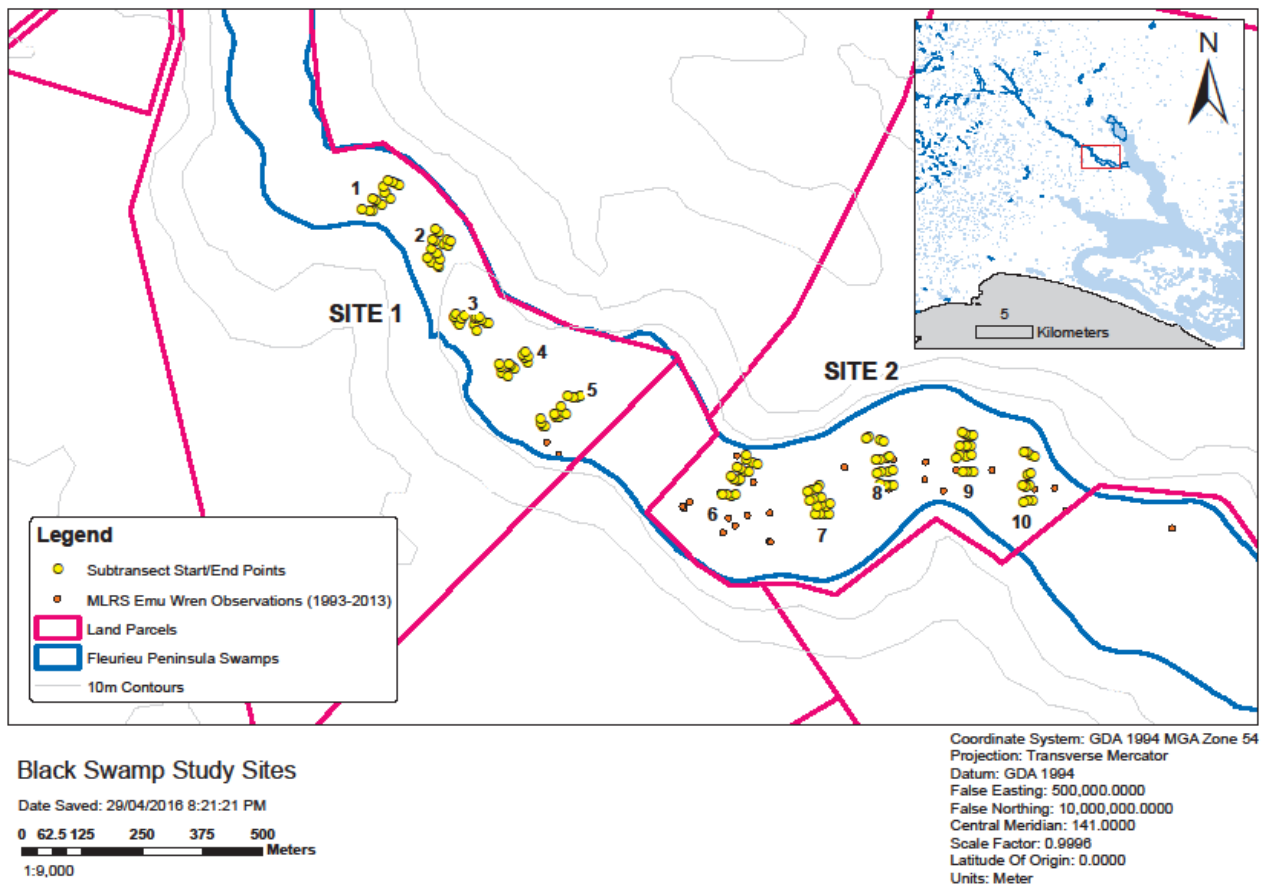 N
5
Kilometers
1
2
SITE 1
3
4
5
SITE 2
6
7
8
9
10
Legend
Subtransect Start/End Points
MLRS Emu Wren Observations (1993-2013)
Land Parcels
Fleurieu Peninsula Swamps
10m Contours
Black Swamp Study Sites
Date Saved: 29/04/2016 8:21:21 PM
0 62.5 125 250 375 500
Meters
1:9,000
Coordinate System: GDA 1994 MGA Zone 54
Projection: Transverse Mercator
Datum: GDA 1994
False Easting: 500,000.0000
False Northing: 10,000,000.0000
Central Meridian: 141.0000
Scale Factor: 0.9996
Latitude Of Origin: 0.0000
Units: Meter